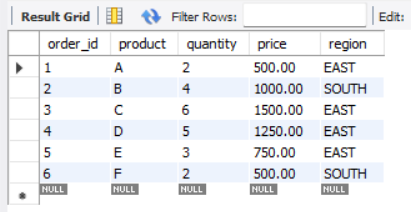 Result Grid Filter Rows: Edit:
order_id product quantity price region
1 A 2 500.00 EAST
2 B 4 1000.00 SOUTH
3 C 6 1500.00 EAST
4 D 5 1250.00 EAST
5 E 3 750.00 EAST
6 F 2 500.00 SOUTH
NULL NULL NULL NULL NULL